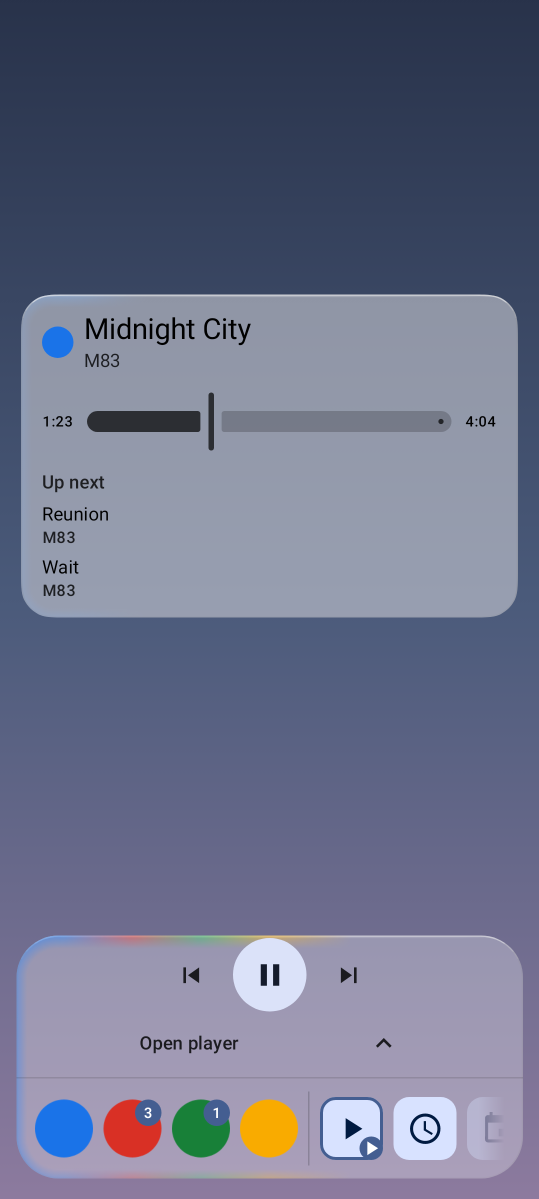 Midnight City
M83
1:23
4:04
Up next
Reunion
M83
Wait
M83
Open player
3
1